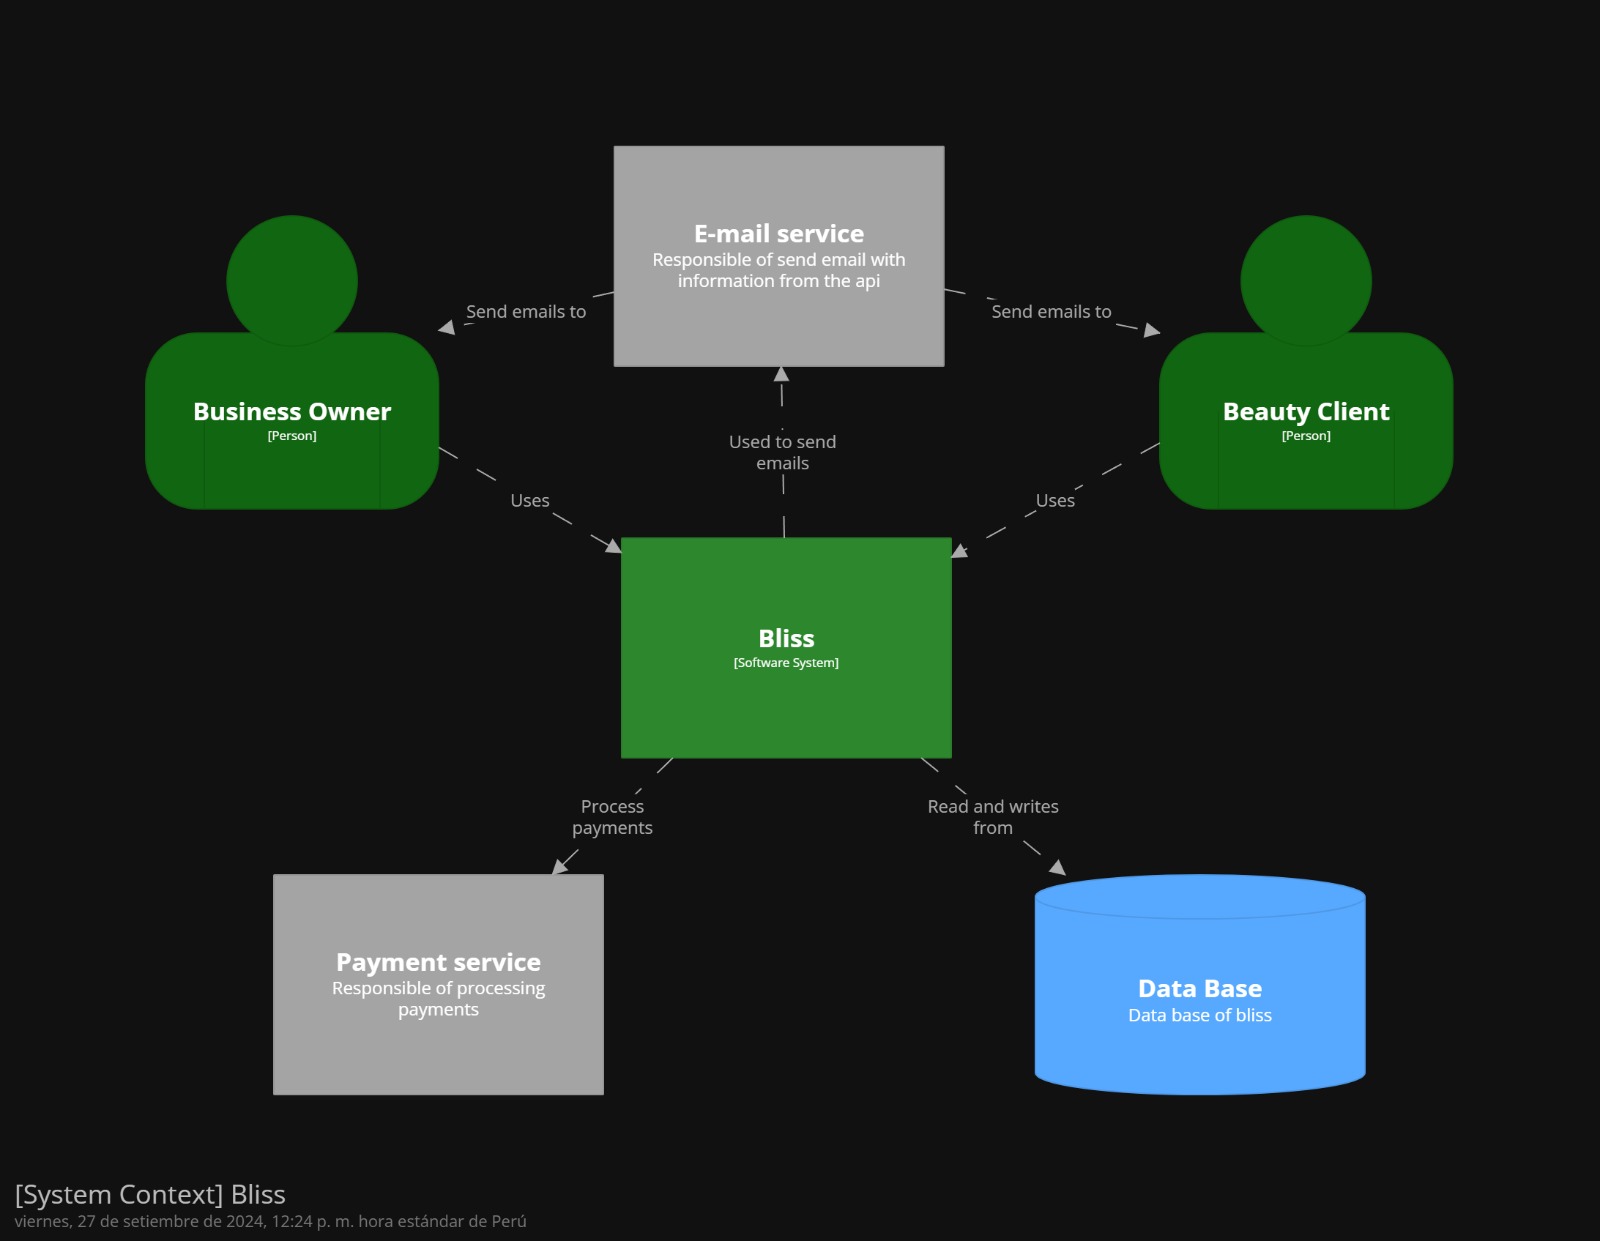 E-mail service
Responsible of send email with
information from the api
Send emails to
Send emails to
Business Owner
[Person]
Beauty Client
[Person]
Used to send
emails
Uses
Uses
Bliss
[Software System]
Process
payments
Read and writes
from
Payment service
Responsible of processing
payments
Data Base
Data base of bliss
[System Context] Bliss
viernes, 27 de setiembre de 2024, 12:24 p. m. hora estándar de Perú